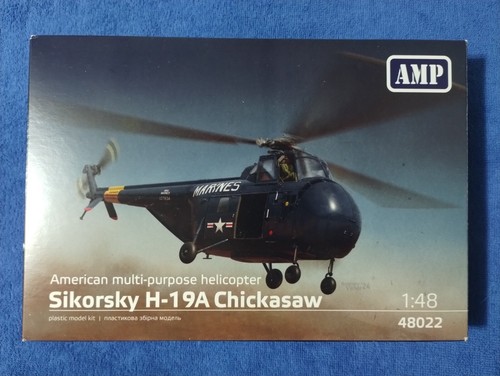 AMP
MARINES
American multi-purpose helicopter
Sikorsky H-19A Chickasaw
1:48
plastic model kit | пластикова збірна модель
48022